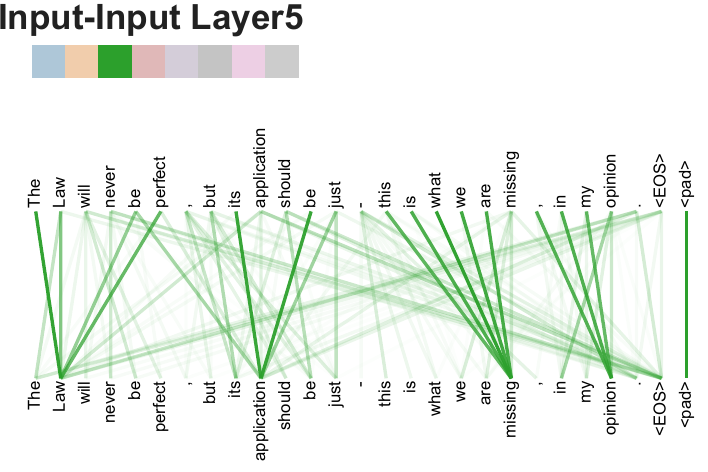 Input-Input Layer5
The Law will never be perfect , but its application should be just - this is what we are missing , in my opinion . <EOS> <pad>
The Law will never be perfect , but its application should be just - this is what we are missing , in my opinion . <EOS> <pad>